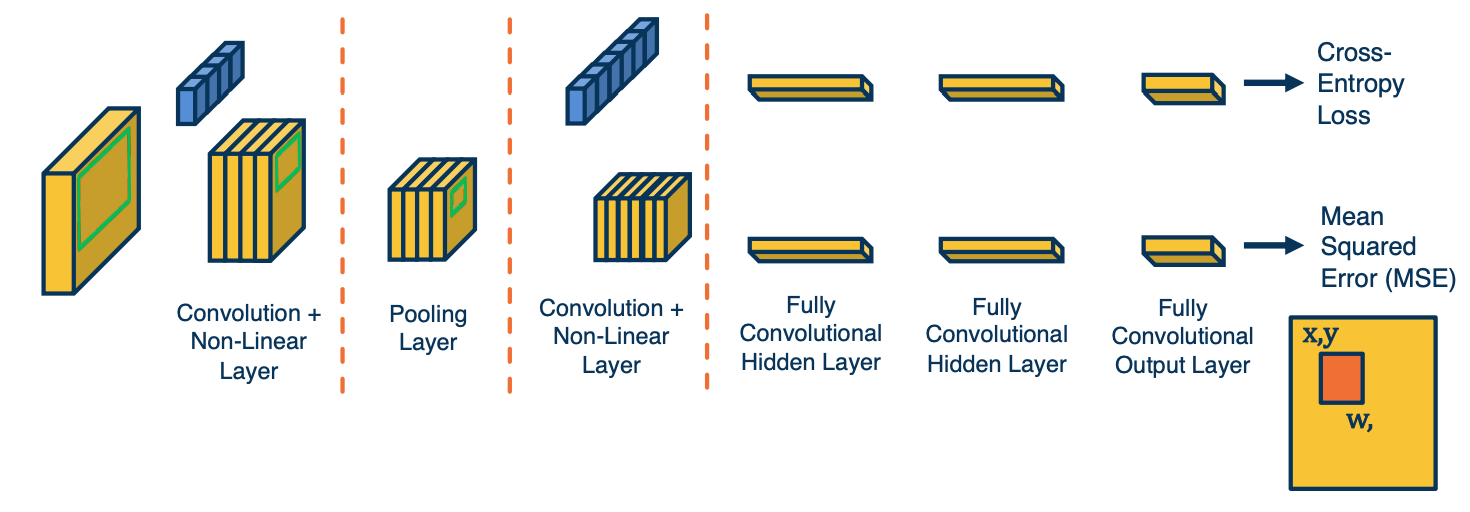 Cross-
Entropy
Loss
Mean
Squared
Error (MSE)
Convolution +
Non-Linear
Layer
Pooling
Layer
Convolution +
Non-Linear
Layer
Fully
Convolutional
Hidden Layer
Fully
Convolutional
Hidden Layer
Fully
Convolutional
Output Layer
x,y
w,